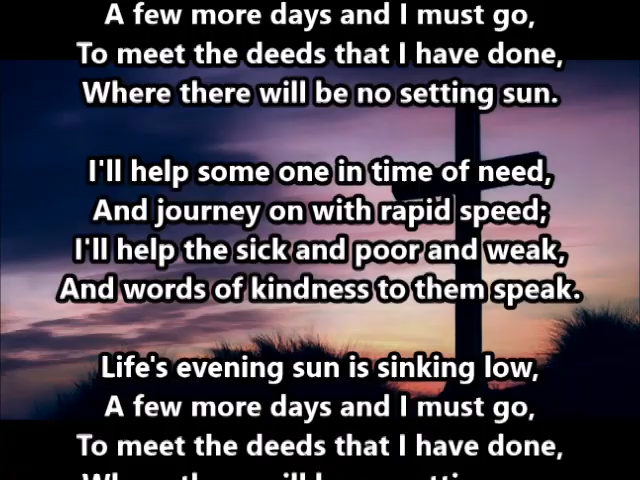 A few more days and I must go,
To meet the deeds that I have done,
Where there will be no setting sun.
I'll help some one in time of need,
And journey on with rapid speed;
I'll help the sick and poor and weak,
And words of kindness to them speak.
Life's evening sun is sinking low,
A few more days and I must go,
To meet the deeds that I have done,